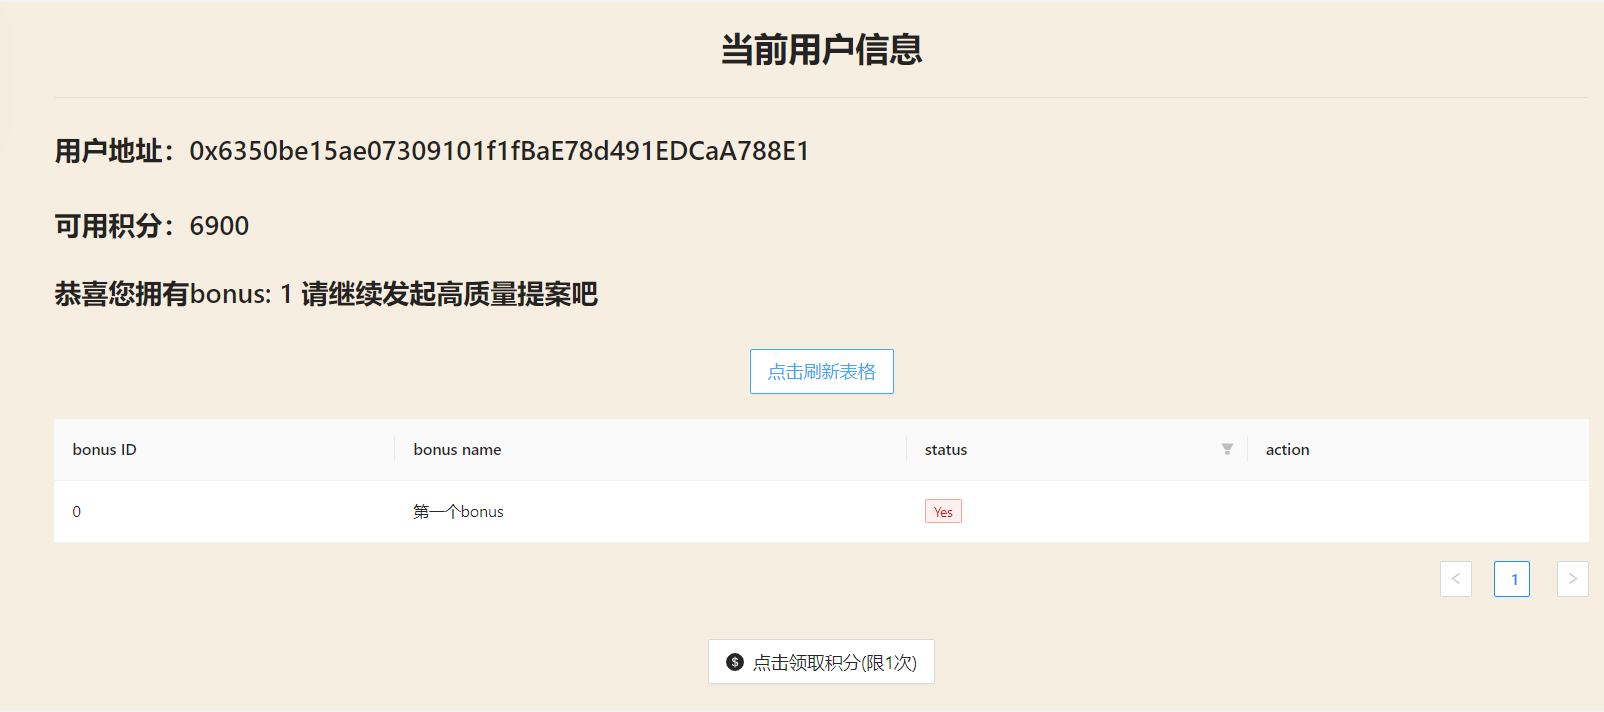 当前用户信息
用户地址：0x6350be15ae07309101f1fBaE78d491EDCaA788E1
可用积分：6900
恭喜您拥有bonus: 1 请继续发起高质量提案吧
点击刷新表格
bonus ID bonus name status action
0 第一个bonus Yes
< 1 >
点击领取积分(限1次)